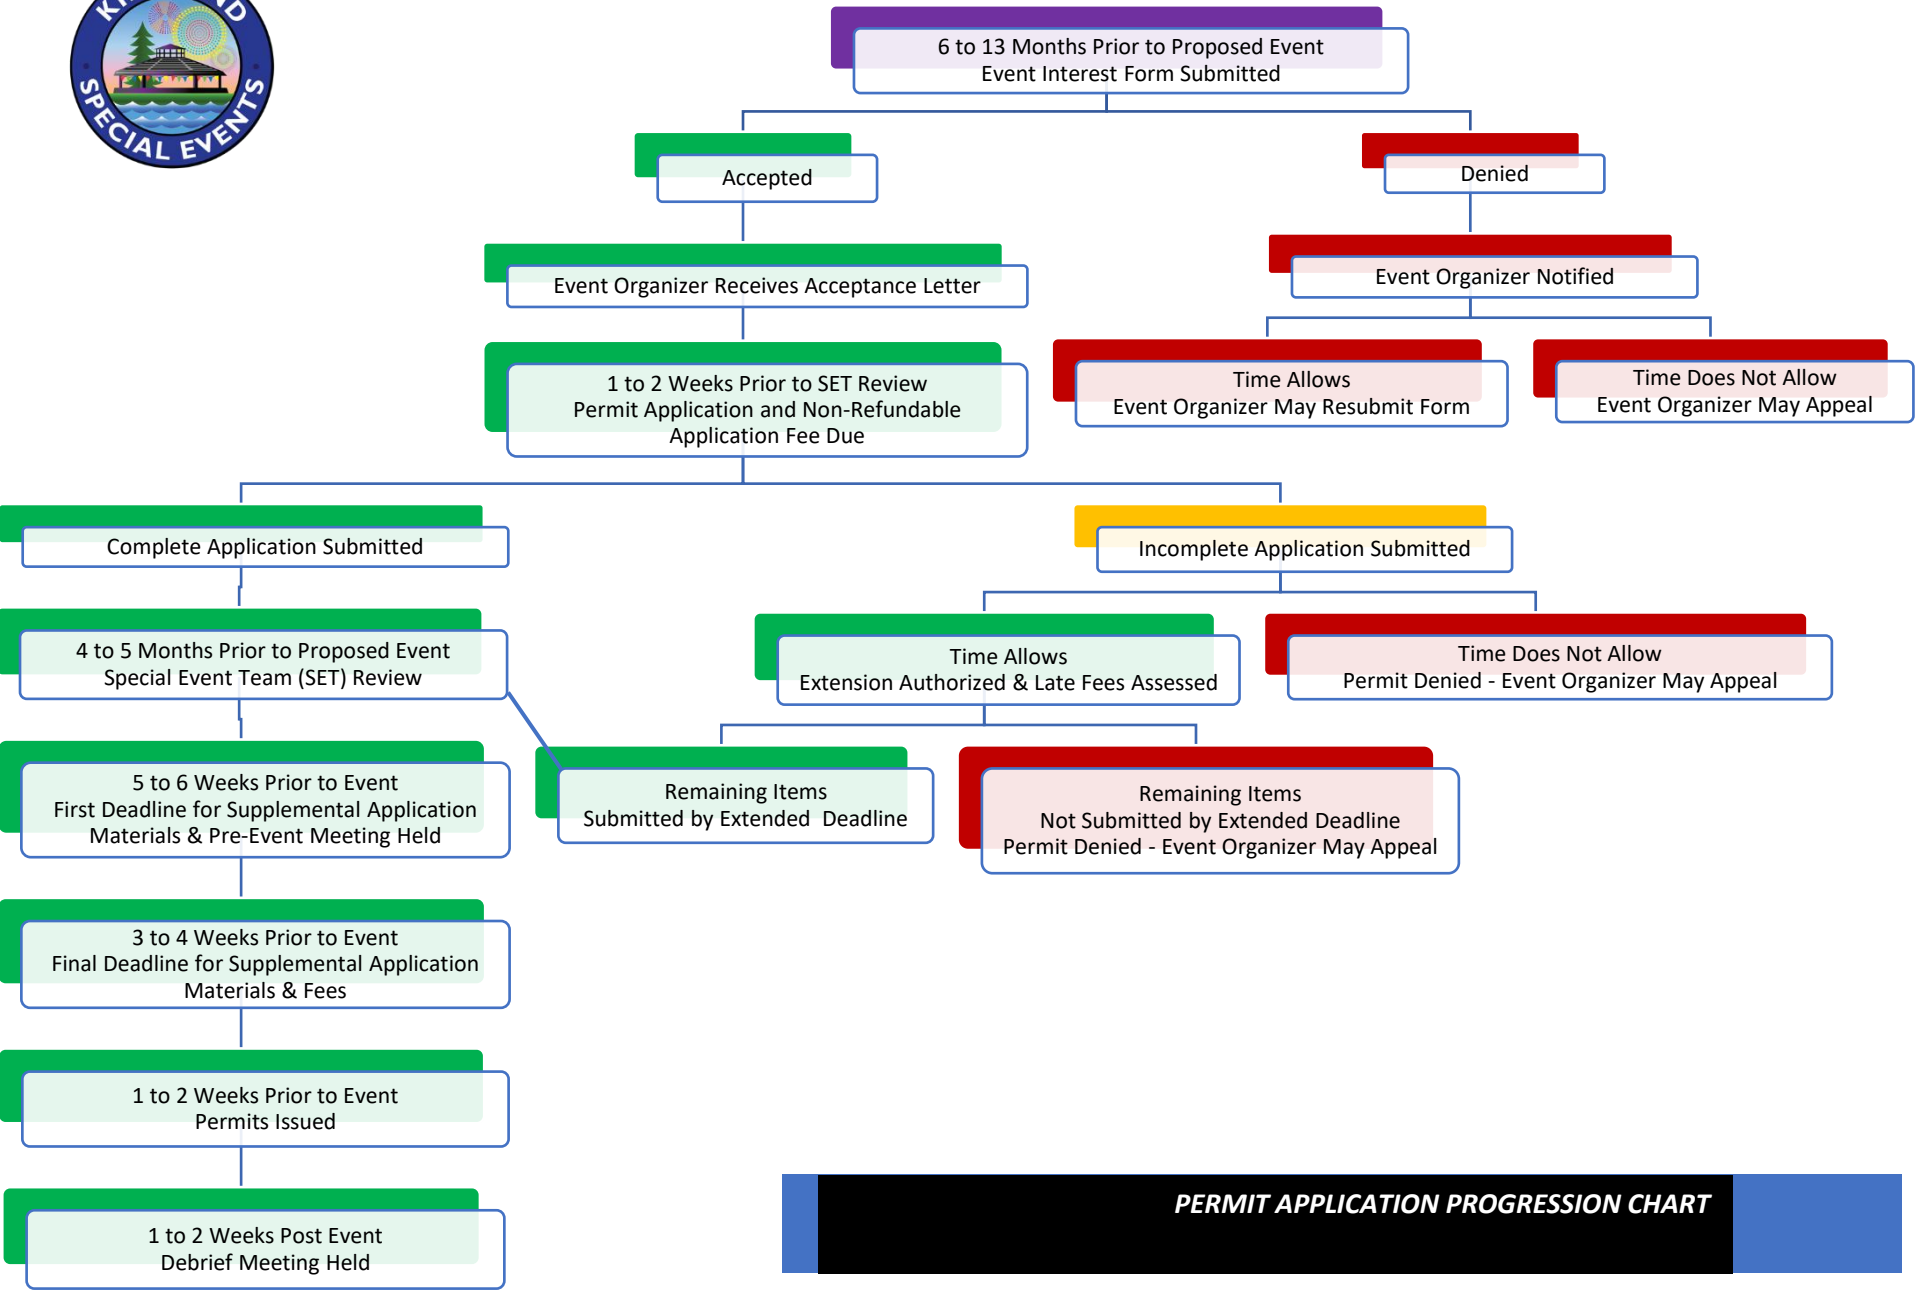 SPECIAL EVENTS
6 to 13 Months Prior to Proposed Event
Event Interest Form Submitted
Accepted
Denied
Event Organizer Receives Acceptance Letter
Event Organizer Notified
1 to 2 Weeks Prior to SET Review
Permit Application and Non-Refundable
Application Fee Due
Time Allows
Event Organizer May Resubmit Form
Time Does Not Allow
Event Organizer May Appeal
Complete Application Submitted
Incomplete Application Submitted
4 to 5 Months Prior to Proposed Event
Special Event Team (SET) Review
Time Allows
Extension Authorized & Late Fees Assessed
Time Does Not Allow
Permit Denied - Event Organizer May Appeal
5 to 6 Weeks Prior to Event
First Deadline for Supplemental Application
Materials & Pre-Event Meeting Held
Remaining Items
Submitted by Extended Deadline
Remaining Items
Not Submitted by Extended Deadline
Permit Denied - Event Organizer May Appeal
3 to 4 Weeks Prior to Event
Final Deadline for Supplemental Application
Materials & Fees
1 to 2 Weeks Prior to Event
Permits Issued
1 to 2 Weeks Post Event
Debrief Meeting Held
PERMIT APPLICATION PROGRESSION CHART